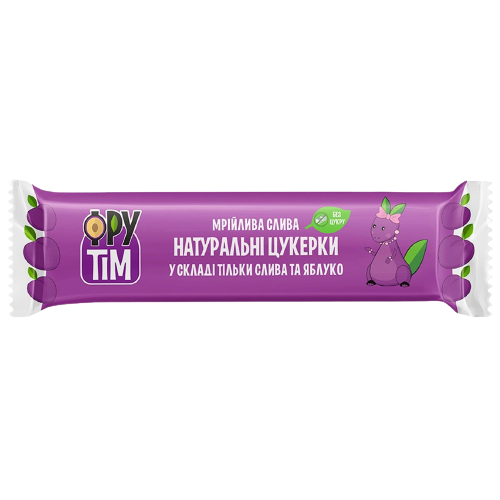 ФРУ
ТІМ
МРІЙЛИВА СЛИВА
НАТУРАЛЬНІ ЦУКЕРКИ
У СКЛАДІ ТІЛЬКИ СЛИВА ТА ЯБЛУКО
БЕЗ
ЦУКРУ